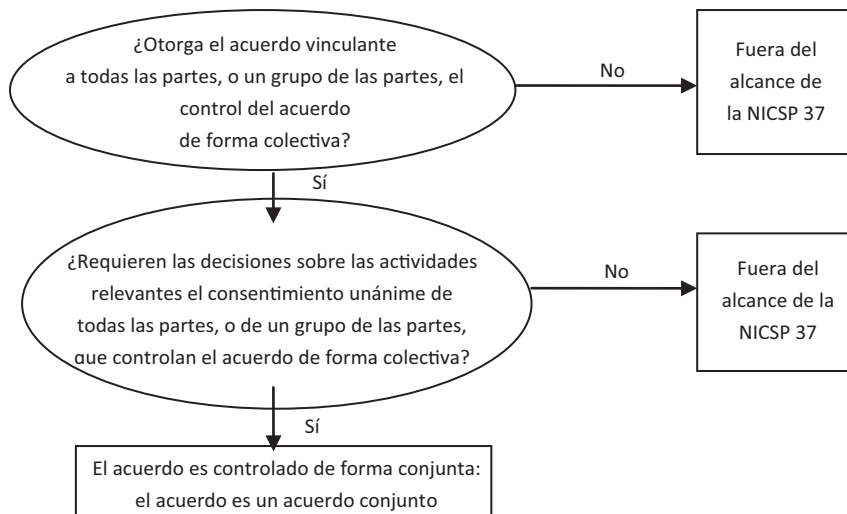 ¿Otorga el acuerdo vinculante
a todas las partes, o un grupo de las partes, el
control del acuerdo
de forma colectiva?
No
Fuera del
alcance de
la NICSP 37
Sí
¿Requieren las decisiones sobre las actividades
relevantes el consentimiento unánime de
todas las partes, o de un grupo de las partes,
que controlan el acuerdo de forma colectiva?
No
Fuera del
alcance de la
NICSP 37
Sí
El acuerdo es controlado de forma conjunta:
el acuerdo es un acuerdo conjunto